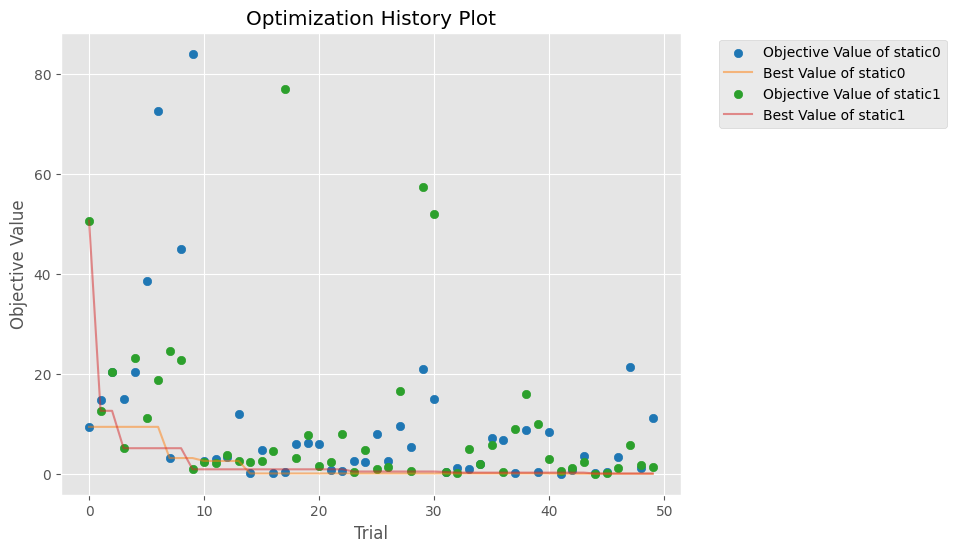 Optimization History Plot
Objective Value of static0
Best Value of static0
Objective Value of static1
Best Value of static1
Objective Value
80
60
40
20
0
0
10
20
30
40
50
Trial